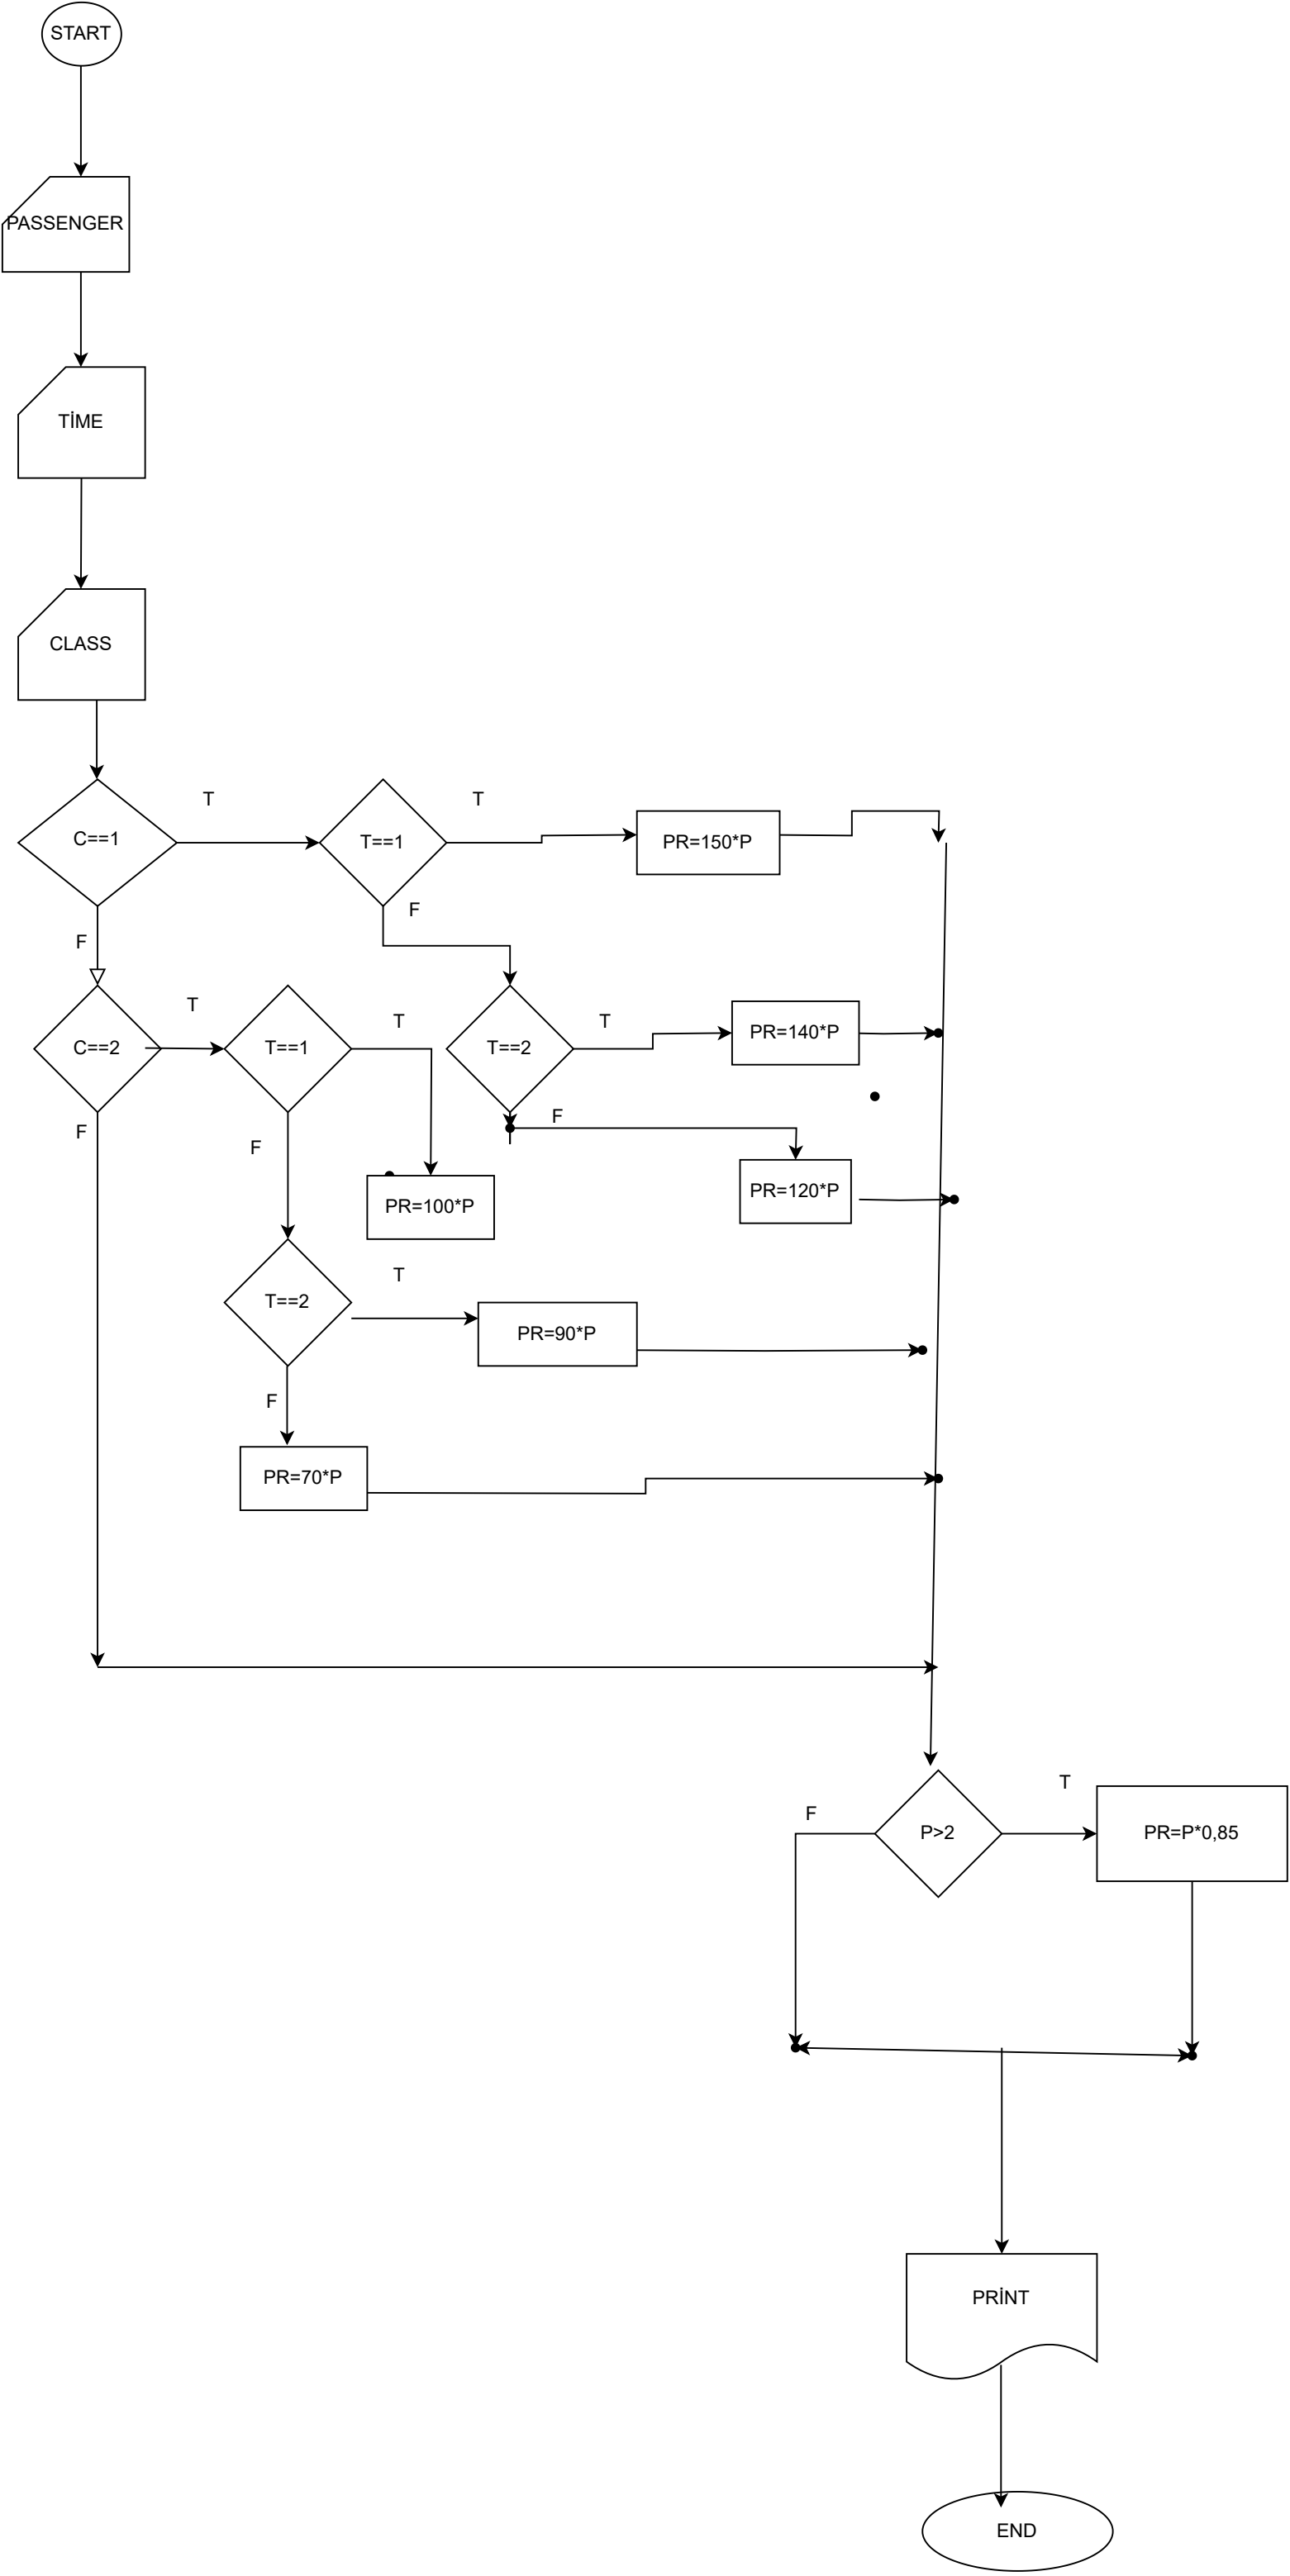 START
PASSENGER
TİME
CLASS
T
T
C==1
T==1
PR=150*P
F
F
T
T
T
C==2
T==1
T==2
PR=140*P
F
F
F
PR=120*P
PR=100*P
T
T==2
PR=90*P
F
PR=70*P
T
F
P>2
PR=P*0,85
PRİNT
END